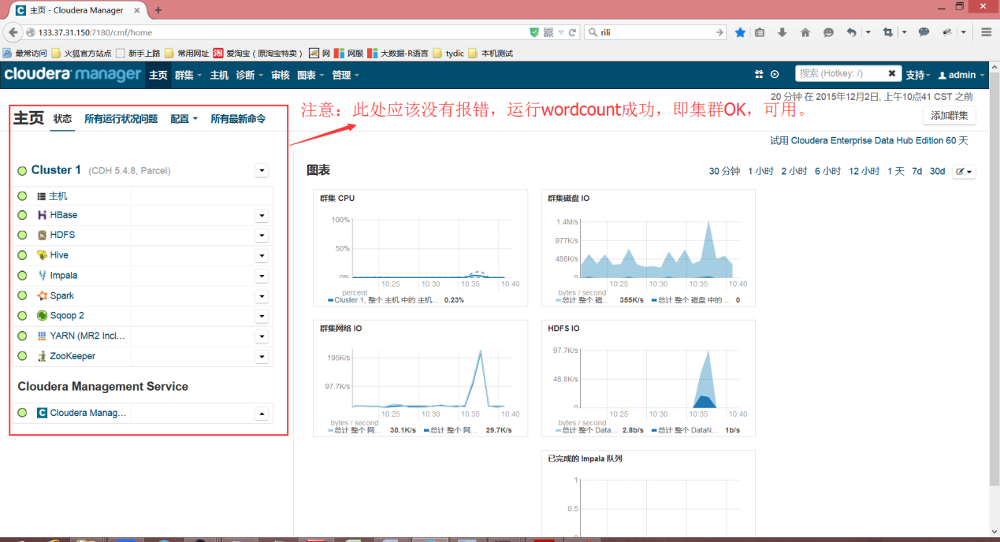 主页 - Cloudera Manager
133.37.31.150:7180/cmf/home
rili
最常访问 火狐官方站点 新手上路 常用网址 爱淘宝（原淘宝特卖） 网 网服 大数据-R语言 tydic 本机测试
cloudera manager 主页 群集 主机 诊断 审核 图表 管理 搜索 (Hotkey: /) 支持 admin
20 分钟 在 2015年12月2日, 上午10点41 CST 之前
主页 状态 所有运行状况问题 配置 所有最新命令
注意：此处应该没有报错，运行wordcount成功，即集群OK，可用。
添加群集
试用 Cloudera Enterprise Data Hub Edition 60 天
Cluster 1 (CDH 5.4.8, Parcel)
主机
HBase
HDFS
Hive
Impala
Spark
Sqoop 2
YARN (MR2 Incl...
ZooKeeper
Cloudera Management Service
Cloudera Manag...
图表
30 分钟 1 小时 2 小时 6 小时 12 小时 1 天 7d 30d
群集 CPU
100%
50%
0%
10:25 10:30 10:35 10:40
percent
Cluster 1, 整个 主机 中的 主机... 0.23%
群集磁盘 IO
1.4M/s
977K/s
488K/s
0
10:25 10:30 10:35 10:40
bytes / second
总计 整个 磁... 355K/s 总计 整个 磁盘 中的 ... 0
群集网络 IO
195K/s
97.7K/s
10:25 10:30 10:35 10:40
bytes / second
总计 整个 网... 30.1K/s 总计 整个 网... 29.7K/s
HDFS IO
97.7K/s
48.8K/s
0
10:25 10:30 10:35 10:40
bytes / second
总计 整个 Data... 2.8b/s 总计 整个 DataN... 1b/s
已完成的 Impala 队列
1
0.5